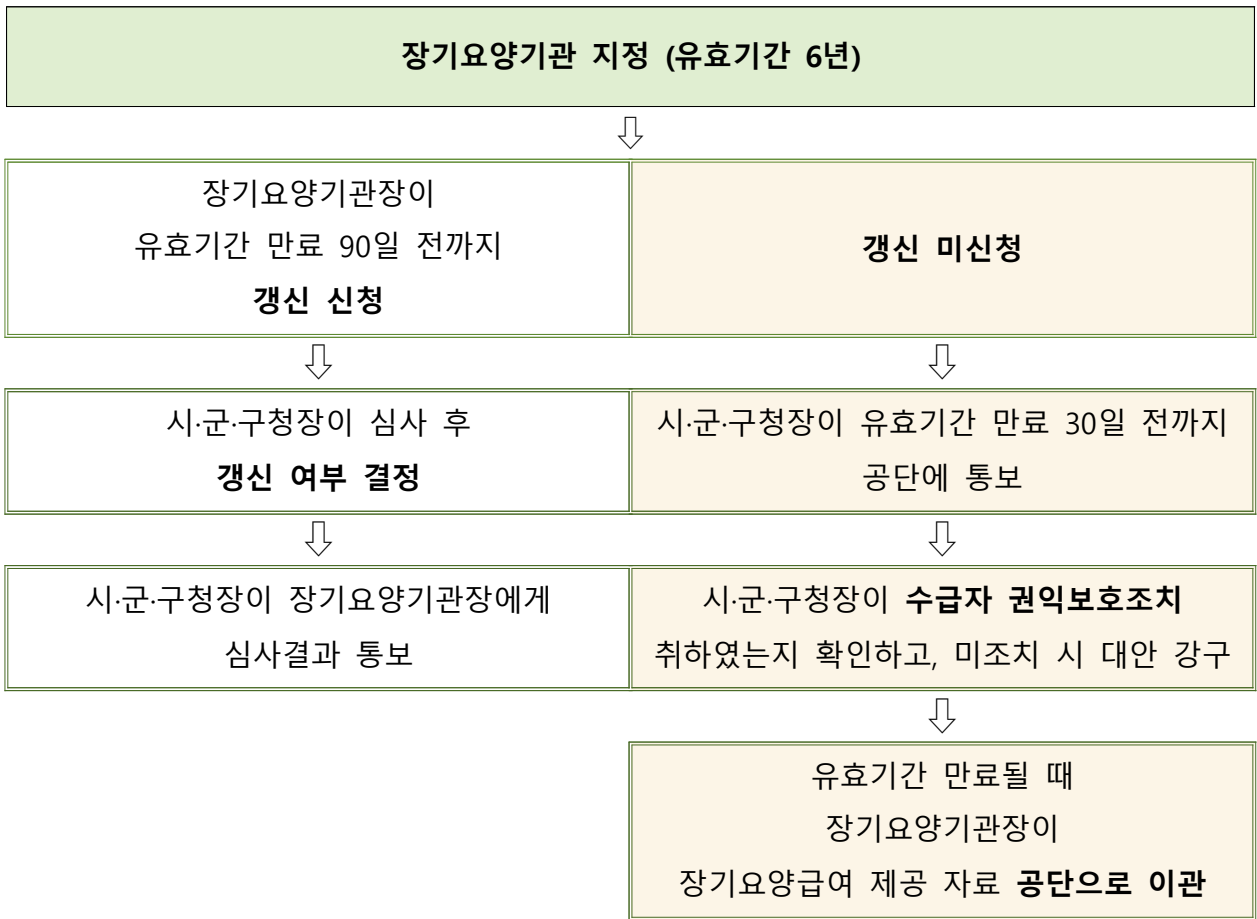 장기요양기관 지정 (유효기간 6년)
장기요양기관장이
유효기간 만료 90일 전까지
갱신 신청
갱신 미신청
시·군·구청장이 심사 후
갱신 여부 결정
시·군·구청장이 유효기간 만료 30일 전까지
공단에 통보
시·군·구청장이 장기요양기관장에게
심사결과 통보
시·군·구청장이 수급자 권익보호조치
취하였는지 확인하고, 미조치 시 대안 강구
유효기간 만료될 때
장기요양기관장이
장기요양급여 제공 자료 공단으로 이관